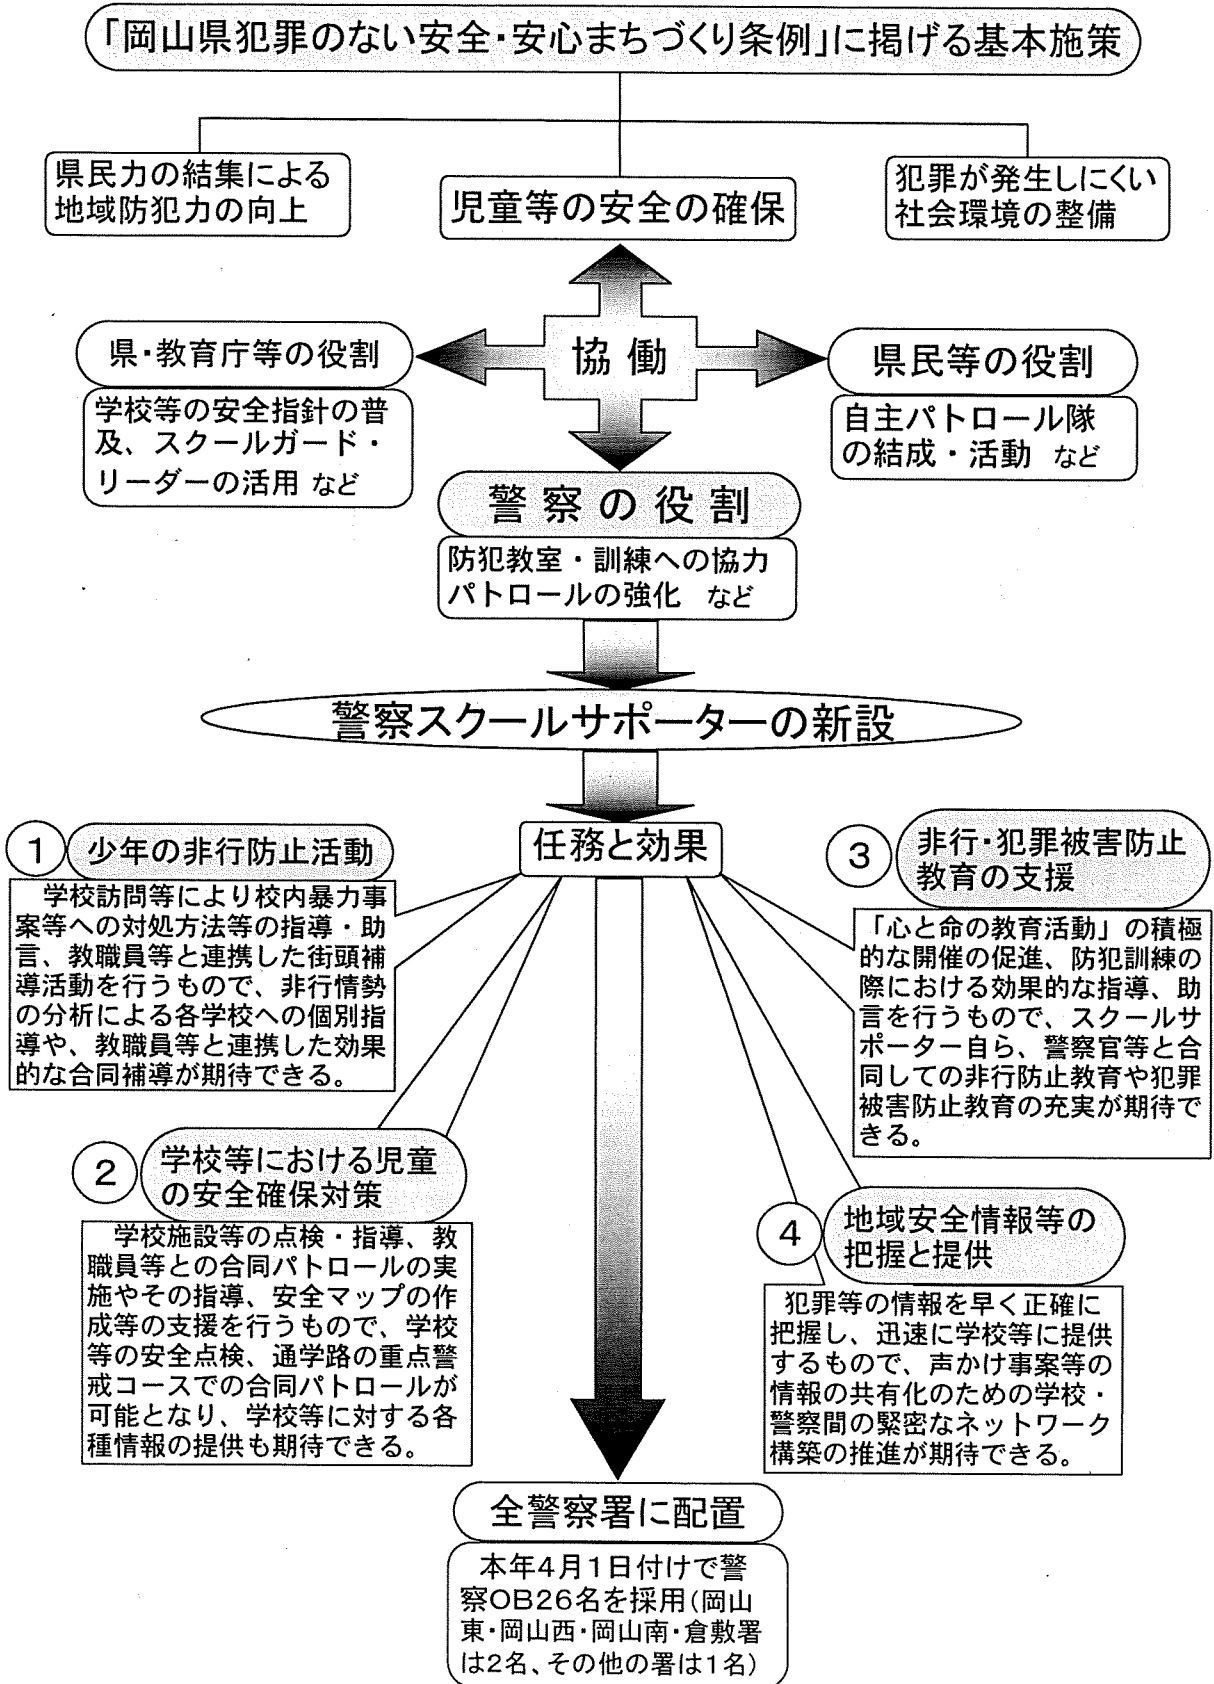 「岡山県犯罪のない安全・安心まちづくり条例」に掲げる基本施策
県民力の結集による
地域防犯力の向上
児童等の安全の確保
犯罪が発生しにくい
社会環境の整備
協働
県・教育庁等の役割
学校等の安全指針の普
及、スクールガード・
リーダーの活用 など
県民等の役割
自主パトロール隊
の結成・活動 など
警察の役割
防犯教室・訓練への協力
パトロールの強化 など
警察スクールサポーターの新設
任務と効果
1 少年の非行防止活動
学校訪問等により校内暴力事
案等への対処方法等の指導・助
言、教職員等と連携した街頭補
導活動を行うもので、非行情勢
の分析による各学校への個別指
導や、教職員等と連携した効果
的な合同補導が期待できる。
2 学校等における児童
の安全確保対策
学校施設等の点検・指導、教
職員等との合同パトロールの実
施やその指導、安全マップの作
成等の支援を行うもので、学校
等の安全点検、通学路の重点警
戒コースでの合同パトロールが
可能となり、学校等に対する各
種情報の提供も期待できる。
3 非行・犯罪被害防止
教育の支援
「心と命の教育活動」の積極
的な開催の促進、防犯訓練の
際における効果的な指導、助
言を行うもので、スクールサ
ポーター自ら、警察官等と合
同しての非行防止教育や犯罪
被害防止教育の充実が期待で
きる。
4 地域安全情報等の
把握と提供
犯罪等の情報を早く正確に
把握し、迅速に学校等に提供
するもので、声かけ事案等の
情報の共有化のための学校・
警察間の緊密なネットワーク
構築の推進が期待できる。
全警察署に配置
本年4月1日付けで警
察OB26名を採用(岡山
東・岡山西・岡山南・倉敷署
は2名、その他の署は1名)